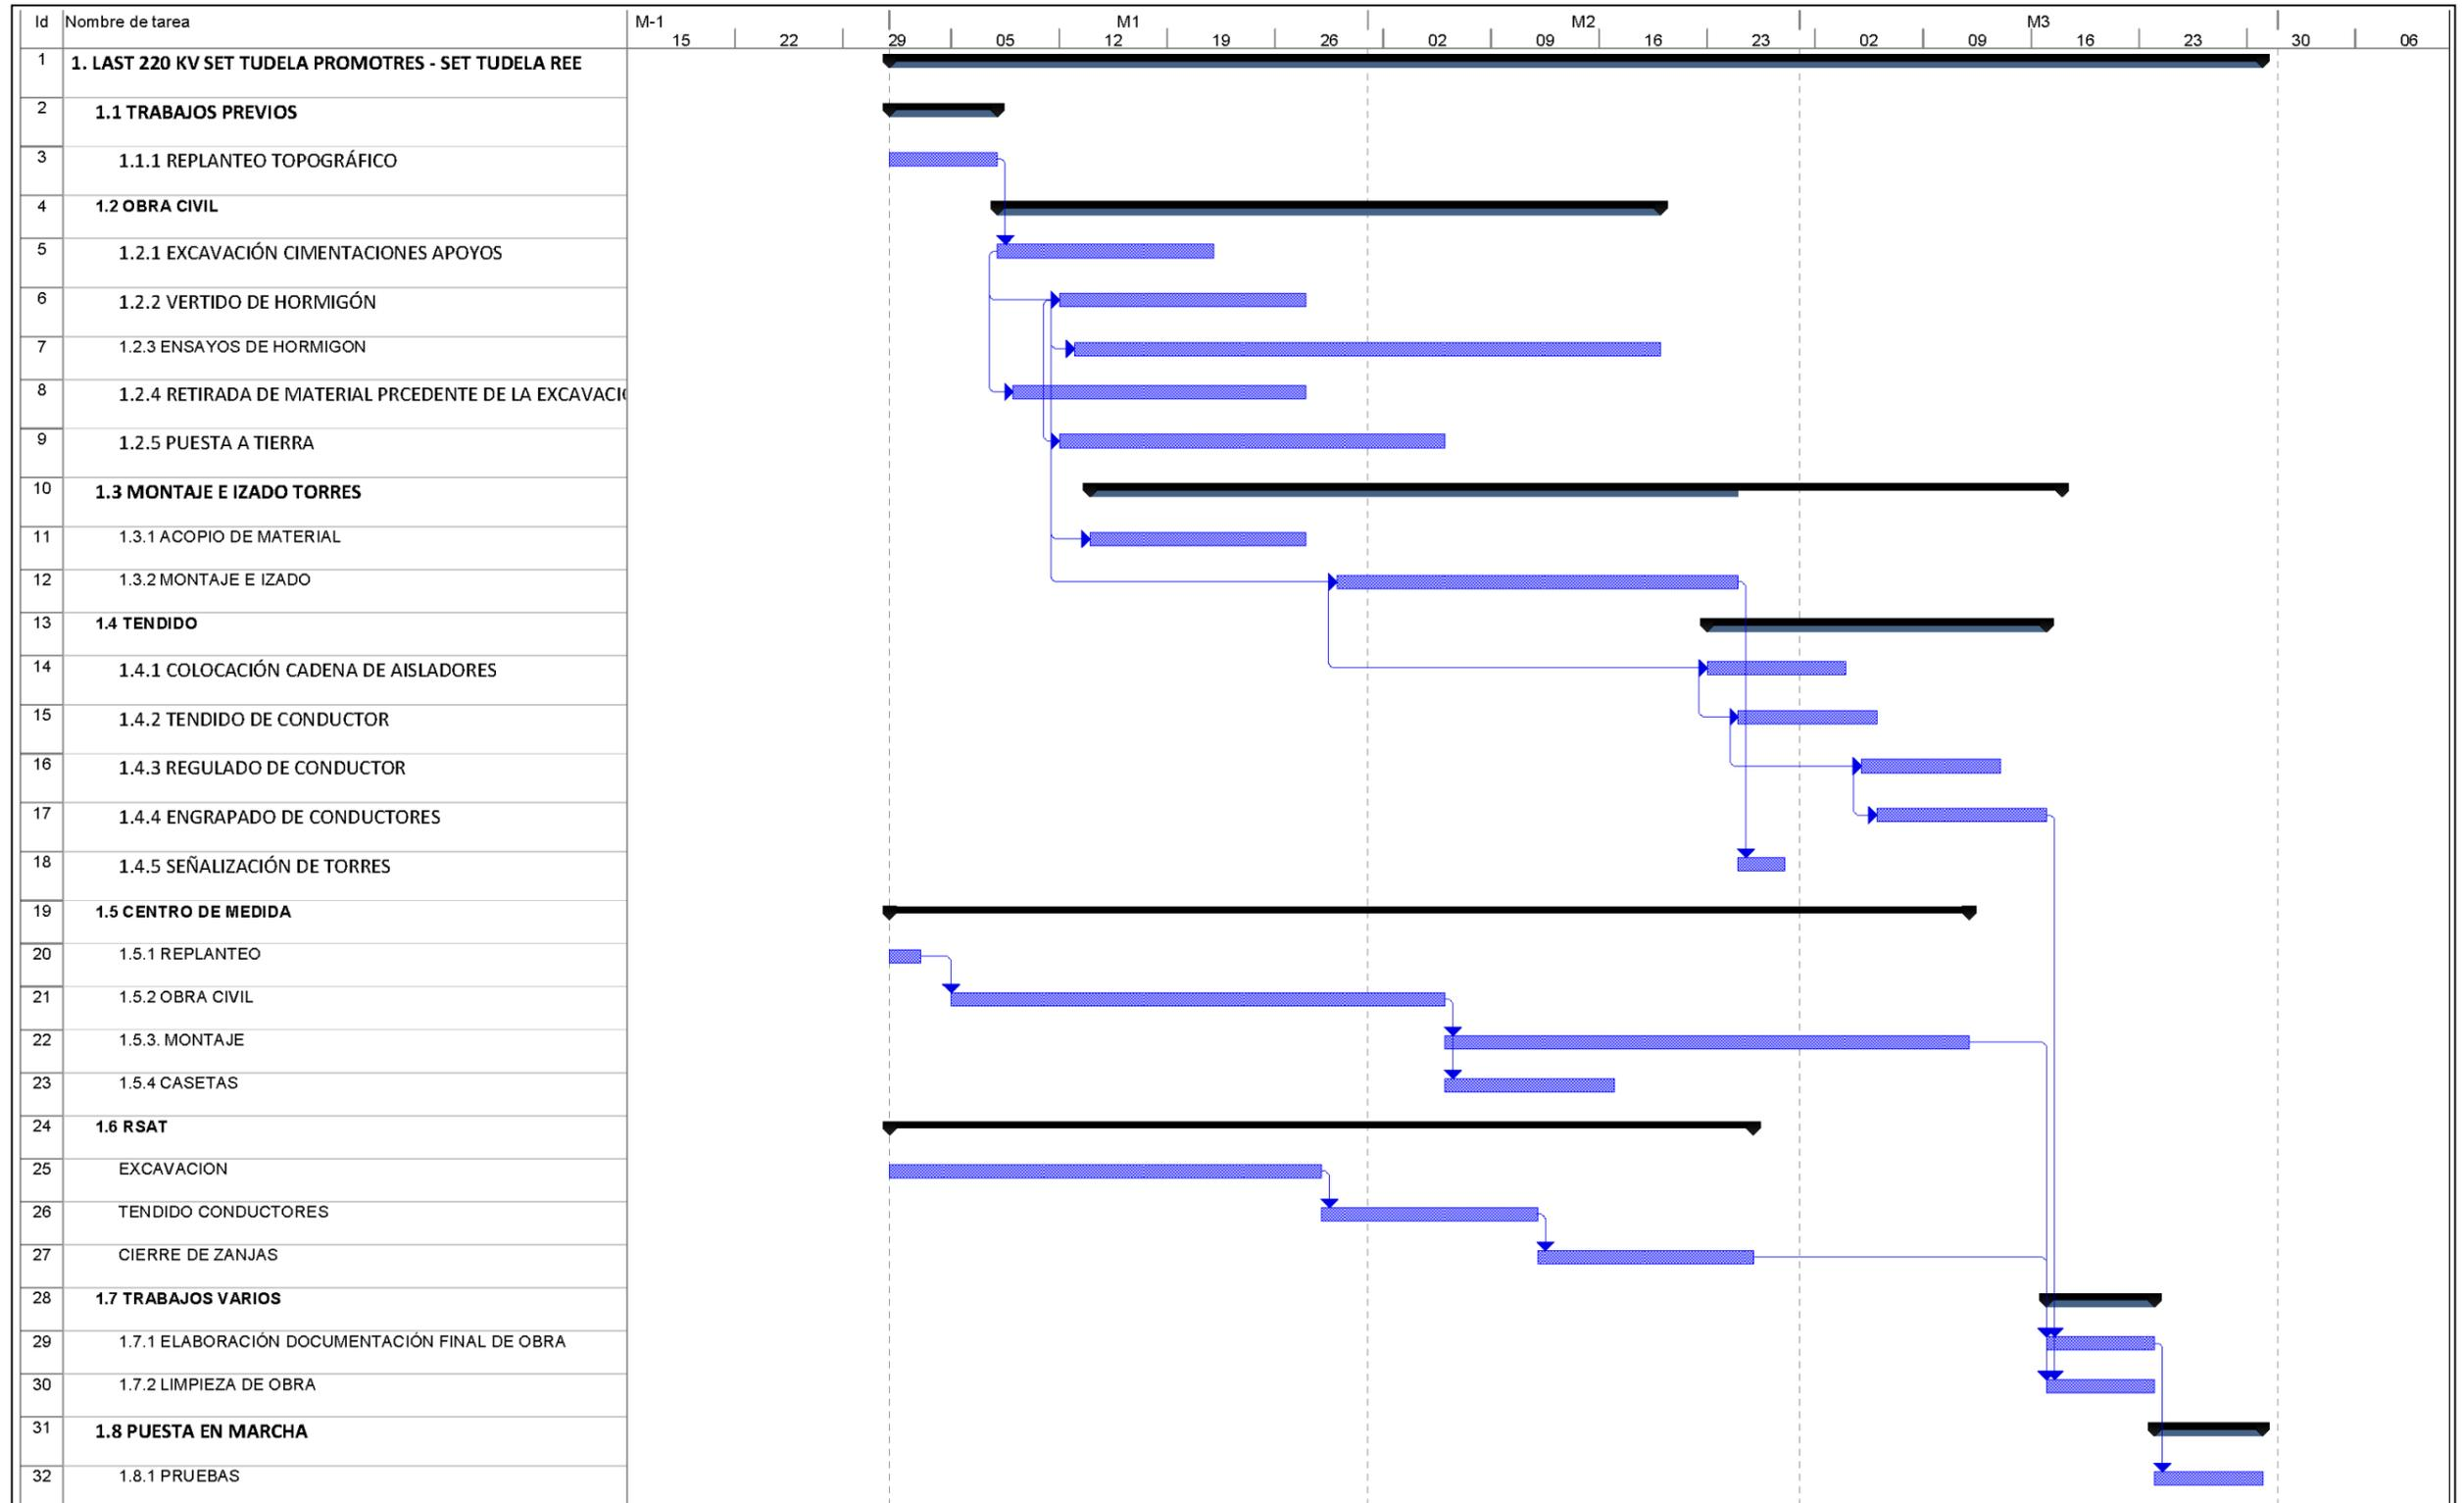 Id Nombre de tarea M-1 M1 M2 M3
15 22 29 05 12 19 26 02 09 16 23 02 09 16 23 30 06
1 1. LAST 220 KV SET TUDELA PROMOTRES - SET TUDELA REE
2 1.1 TRABAJOS PREVIOS
3 1.1.1 REPLANTEO TOPOGRÁFICO
4 1.2 OBRA CIVIL
5 1.2.1 EXCAVACIÓN CIMENTACIONES APOYOS
6 1.2.2 VERTIDO DE HORMIGÓN
7 1.2.3 ENSAYOS DE HORMIGON
8 1.2.4 RETIRADA DE MATERIAL PRCEDENTE DE LA EXCAVACI
9 1.2.5 PUESTA A TIERRA
10 1.3 MONTAJE E IZADO TORRES
11 1.3.1 ACOPIO DE MATERIAL
12 1.3.2 MONTAJE E IZADO
13 1.4 TENDIDO
14 1.4.1 COLOCACIÓN CADENA DE AISLADORES
15 1.4.2 TENDIDO DE CONDUCTOR
16 1.4.3 REGULADO DE CONDUCTOR
17 1.4.4 ENGRAPADO DE CONDUCTORES
18 1.4.5 SEÑALIZACIÓN DE TORRES
19 1.5 CENTRO DE MEDIDA
20 1.5.1 REPLANTEO
21 1.5.2 OBRA CIVIL
22 1.5.3. MONTAJE
23 1.5.4 CASETAS
24 1.6 RSAT
25 EXCAVACION
26 TENDIDO CONDUCTORES
27 CIERRE DE ZANJAS
28 1.7 TRABAJOS VARIOS
29 1.7.1 ELABORACIÓN DOCUMENTACIÓN FINAL DE OBRA
30 1.7.2 LIMPIEZA DE OBRA
31 1.8 PUESTA EN MARCHA
32 1.8.1 PRUEBAS